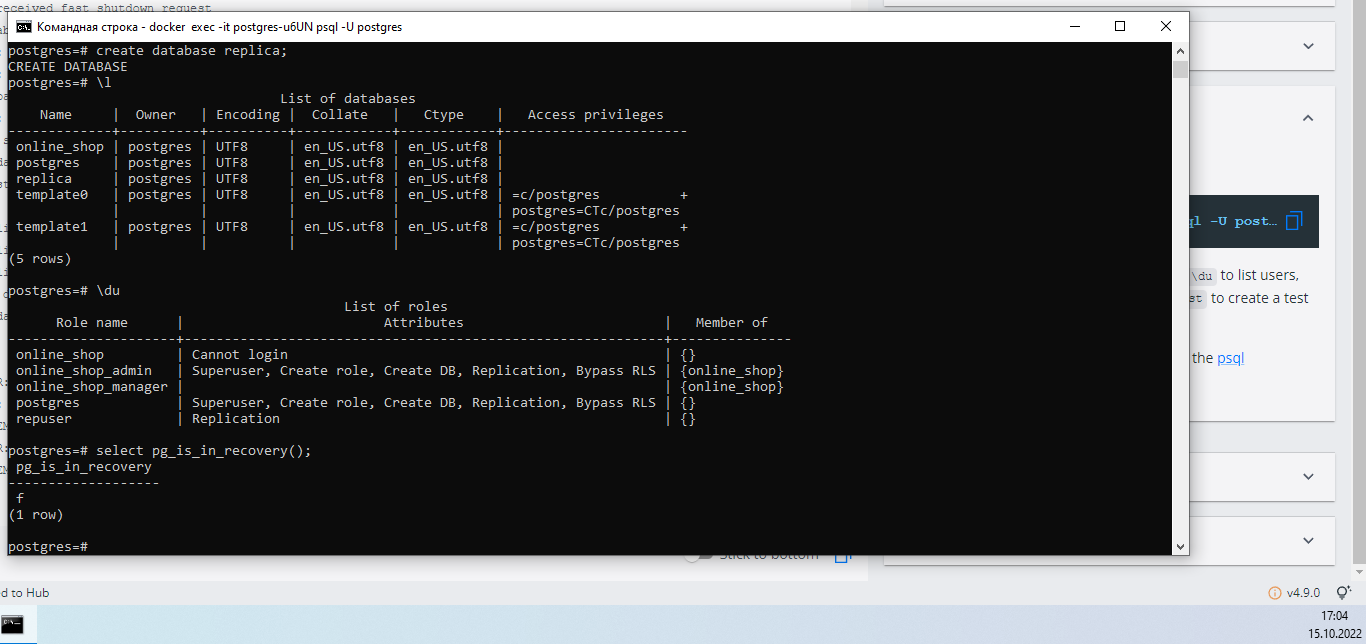 received fast shutdown request
Командная строка - docker exec -it postgres-u6UN psql -U postgres
postgres=# create database replica;
CREATE DATABASE
postgres=# \l
List of databases
Name | Owner | Encoding | Collate | Ctype | Access privileges
-------------+----------+----------+------------+------------+-----------------------
online_shop | postgres | UTF8 | en_US.utf8 | en_US.utf8 |
postgres | postgres | UTF8 | en_US.utf8 | en_US.utf8 |
replica | postgres | UTF8 | en_US.utf8 | en_US.utf8 |
template0 | postgres | UTF8 | en_US.utf8 | en_US.utf8 | =c/postgres +
| | | | | postgres=CTc/postgres
template1 | postgres | UTF8 | en_US.utf8 | en_US.utf8 | =c/postgres +
| | | | | postgres=CTc/postgres
(5 rows)
postgres=# \du
List of roles
Role name | Attributes | Member of
---------------------+------------------------------------------------------------+---------------
online_shop | Cannot login | {}
online_shop_admin | Superuser, Create role, Create DB, Replication, Bypass RLS | {online_shop}
online_shop_manager | | {online_shop}
postgres | Superuser, Create role, Create DB, Replication, Bypass RLS | {}
repuser | Replication | {}
postgres=# select pg_is_in_recovery();
pg_is_in_recovery
-------------------
f
(1 row)
postgres=#
ql -U post...
\du to list users,
st to create a test
the psql
Stick to bottom
d to Hub
v4.9.0
17:04
15.10.2022